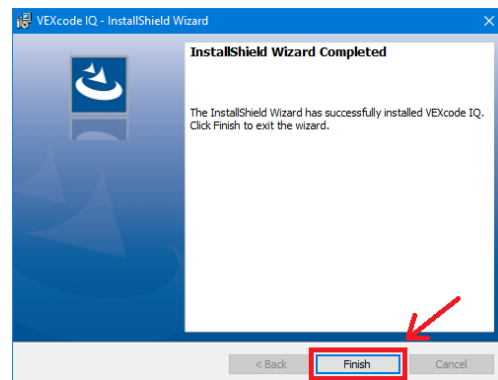 VEXcode IQ - InstallShield Wizard
InstallShield Wizard Completed
The InstallShield Wizard has successfully installed VEXcode IQ.
Click Finish to exit the wizard.
< Back Finish Cancel